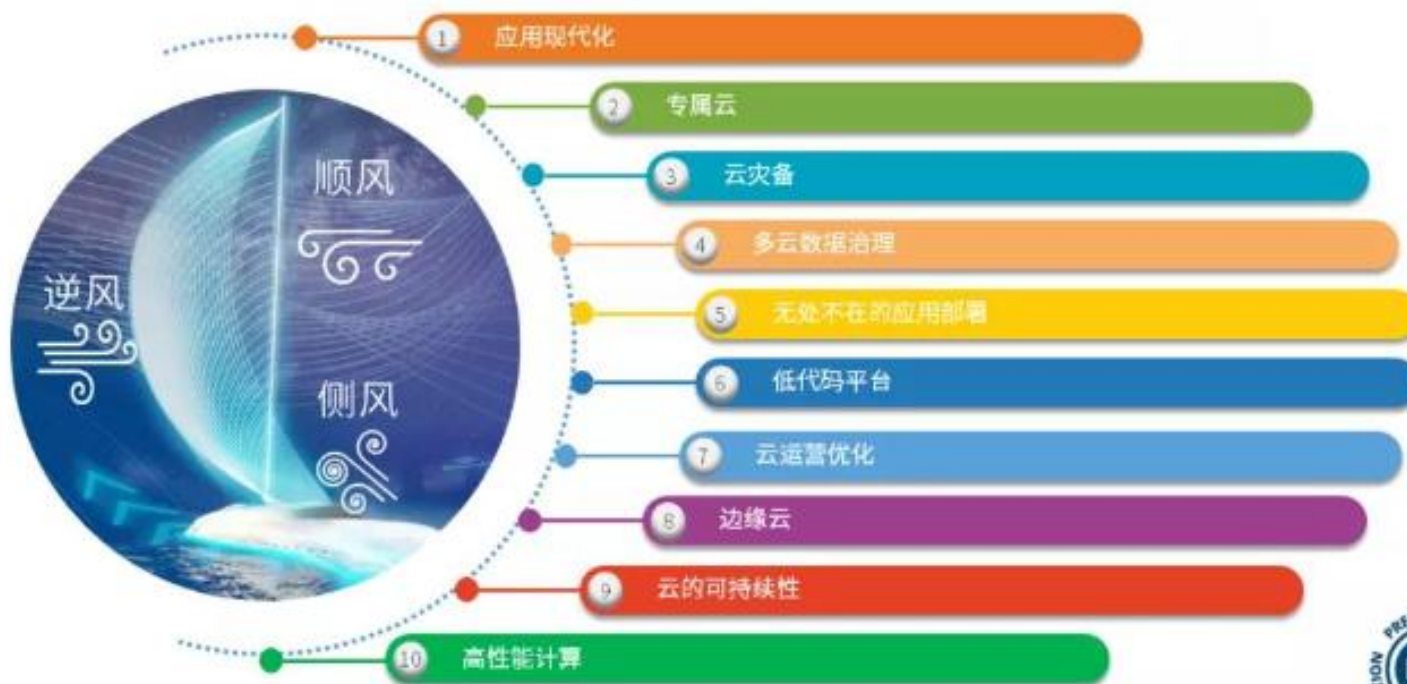 顺风
逆风
侧风
1 应用现代化
2 专属云
3 云灾备
4 多云数据治理
5 无处不在的应用部署
6 低代码平台
7 云运营优化
8 边缘云
9 云的可持续性
10 高性能计算